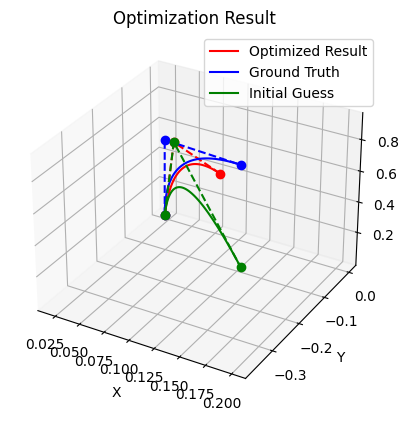 Optimization Result
Optimized Result
Ground Truth
Initial Guess
0.8
0.6
0.4
0.2
0.0
−0.1
−0.2
−0.3
Y
0.025
0.050
0.075
0.100
0.125
0.150
0.175
0.200
X